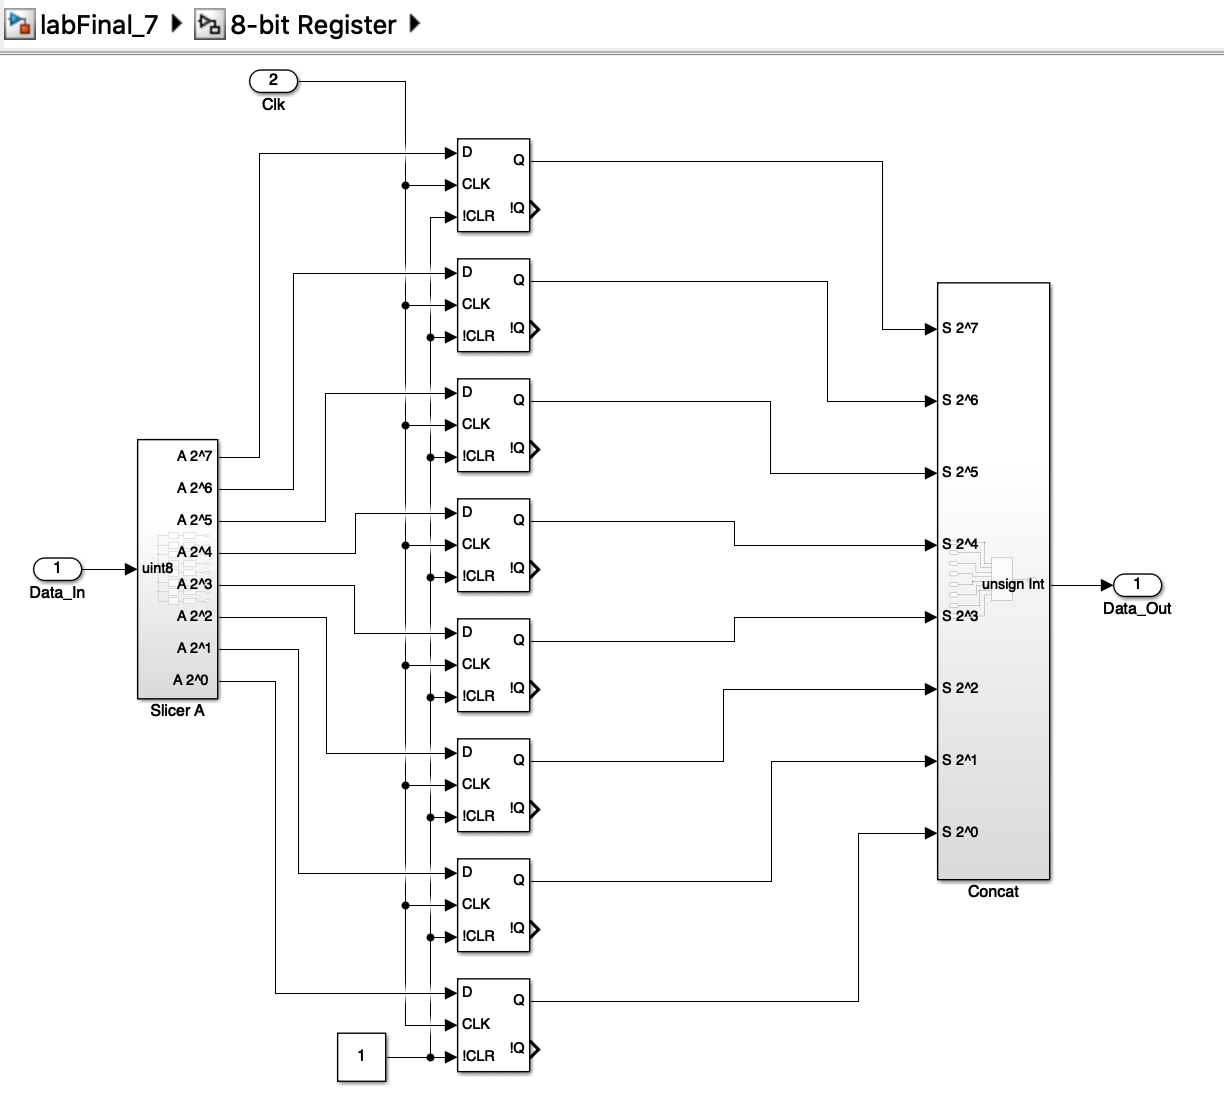 labFinal_7 8-bit Register
2
Clk
D
Q
CLK
!Q
!CLR
D
Q
CLK
!Q
!CLR
D
Q
CLK
!Q
!CLR
D
Q
CLK
!Q
!CLR
D
Q
CLK
!Q
!CLR
D
Q
CLK
!Q
!CLR
D
Q
CLK
!Q
!CLR
D
Q
CLK
!Q
!CLR
1
Data_In
uint8
A 2^7
A 2^6
A 2^5
A 2^4
A 2^3
A 2^2
A 2^1
A 2^0
Slicer A
1
S 2^7
S 2^6
S 2^5
S 2^4
S 2^3
S 2^2
S 2^1
S 2^0
unsign Int
Concat
1
Data_Out